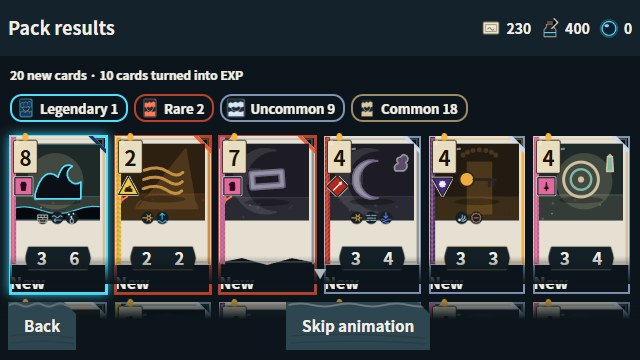 Pack results
230
400
0
20 new cards · 10 cards turned into EXP
Legendary 1
Rare 2
Uncommon 9
Common 18
8
2
7
4
4
4
3 6
2 2
3 4
3 3
3 4
New
New
New
New
New
New
Back
Skip animation